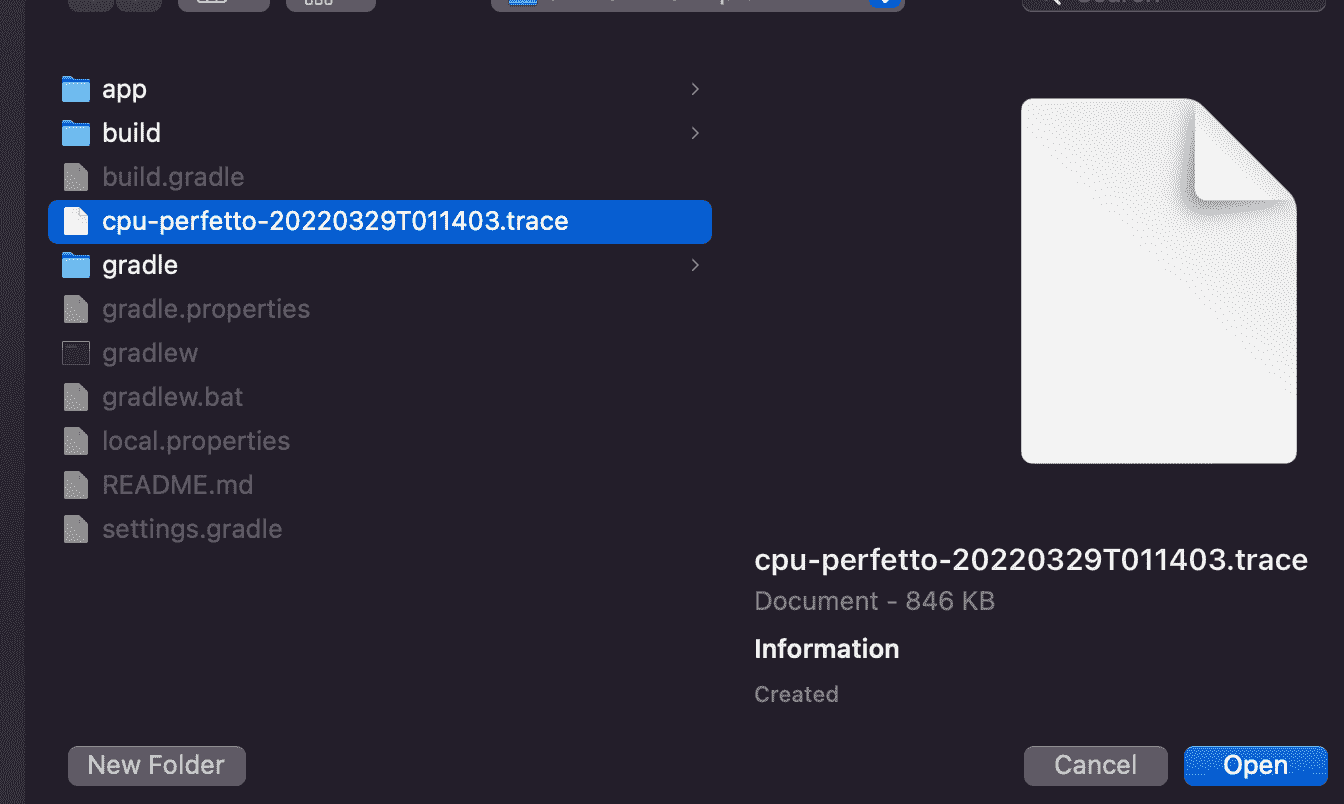 app
build
build.gradle
cpu-perfetto-20220329T011403.trace
gradle
gradle.properties
gradlew
gradlew.bat
local.properties
README.md
settings.gradle
cpu-perfetto-20220329T011403.trace
Document - 846 KB
Information
Created
New Folder
Cancel
Open